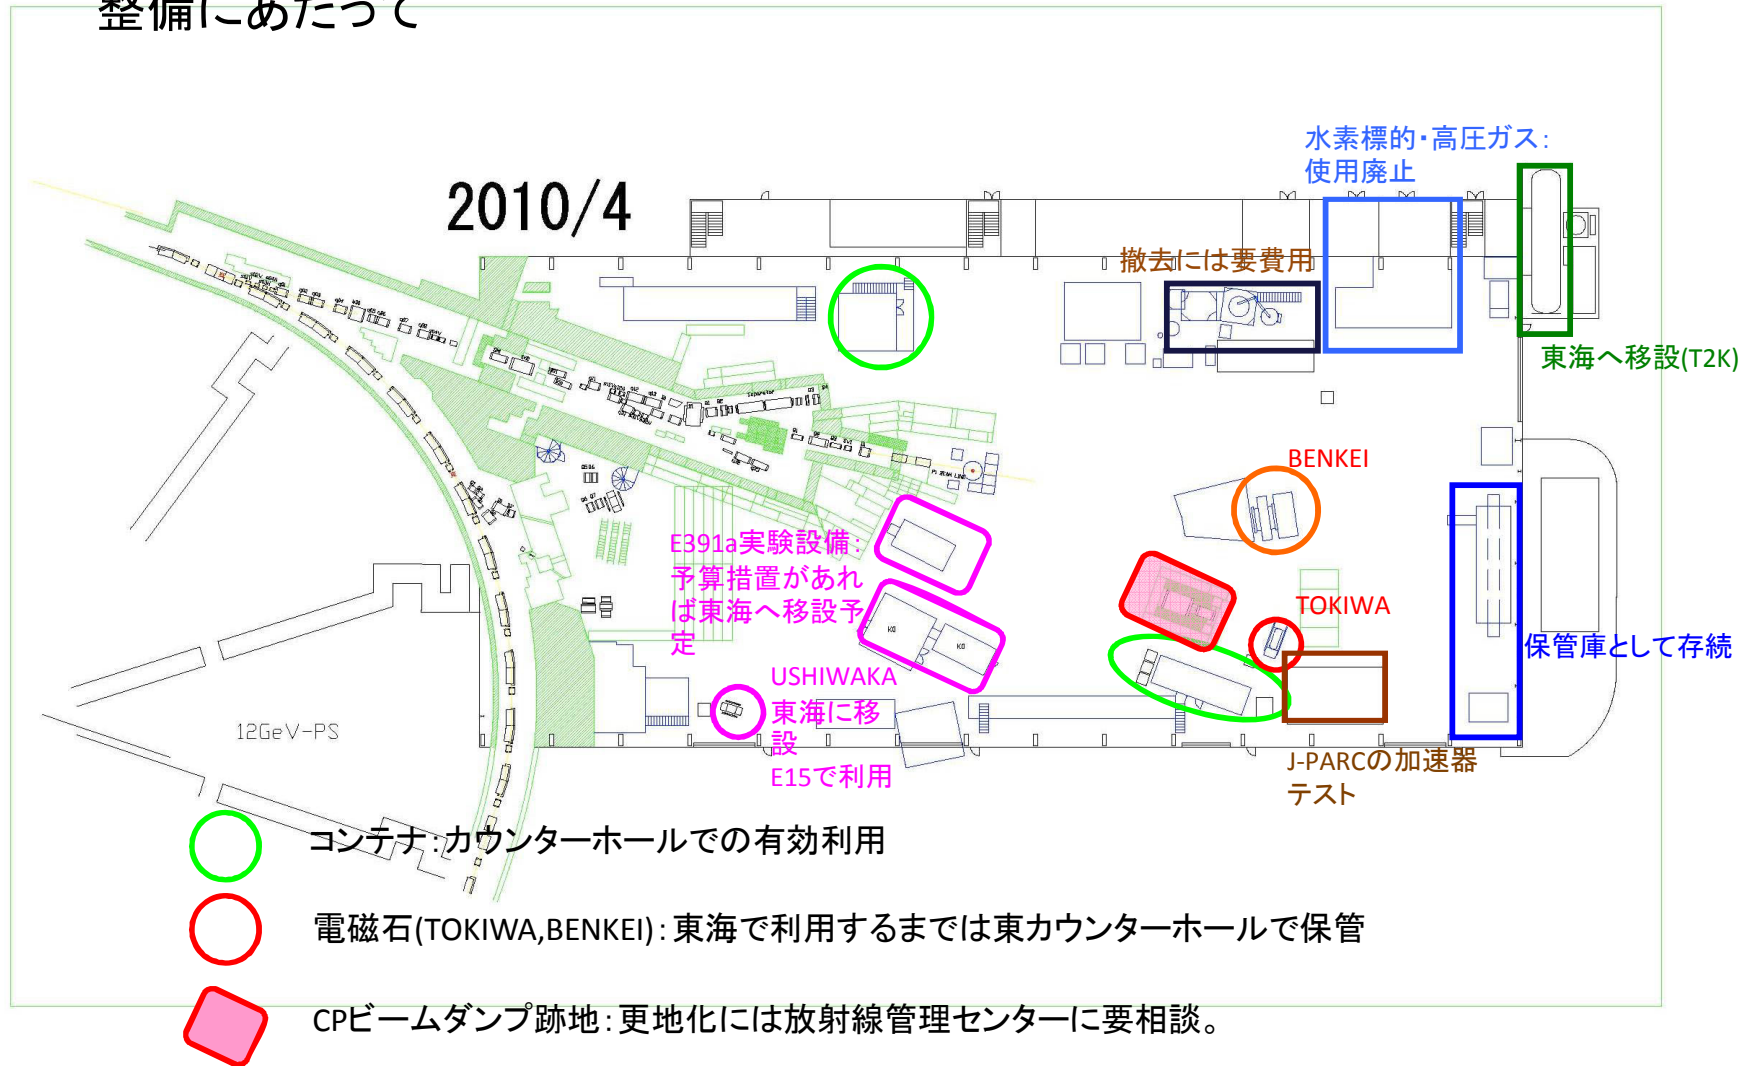 整備にあたって
2010/4
水素標的・高圧ガス：
使用廃止
撤去には要費用
東海へ移設(T2K)
BENKEI
E391a実験設備：
予算措置があれ
ば東海へ移設予
定
TOKIWA
保管庫として存続
USHIWAKA
東海に移
設
E15で利用
KO
KO
Separator
12GeV-PS
J-PARCの加速器
テスト
コンテナ：カウンターホールでの有効利用
電磁石(TOKIWA,BENKEI)：東海で利用するまでは東カウンターホールで保管
CPビームダンプ跡地：更地化には放射線管理センターに要相談。